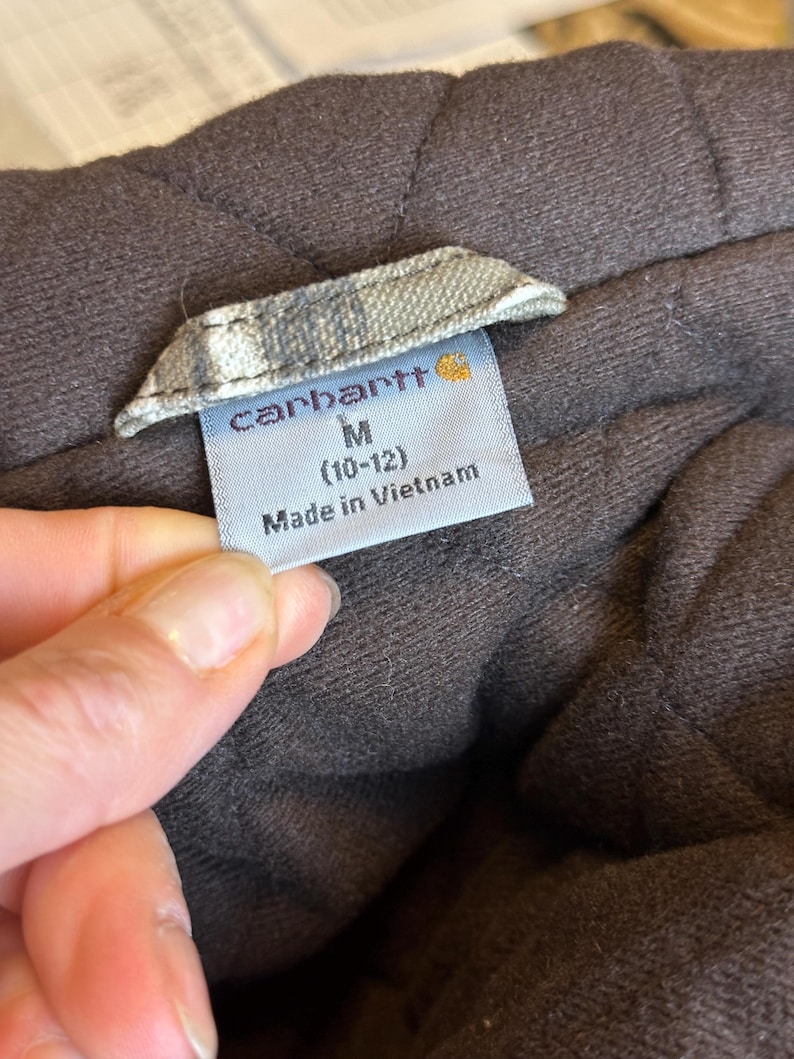 carhartt
M
(10-12)
Made in Vietnam